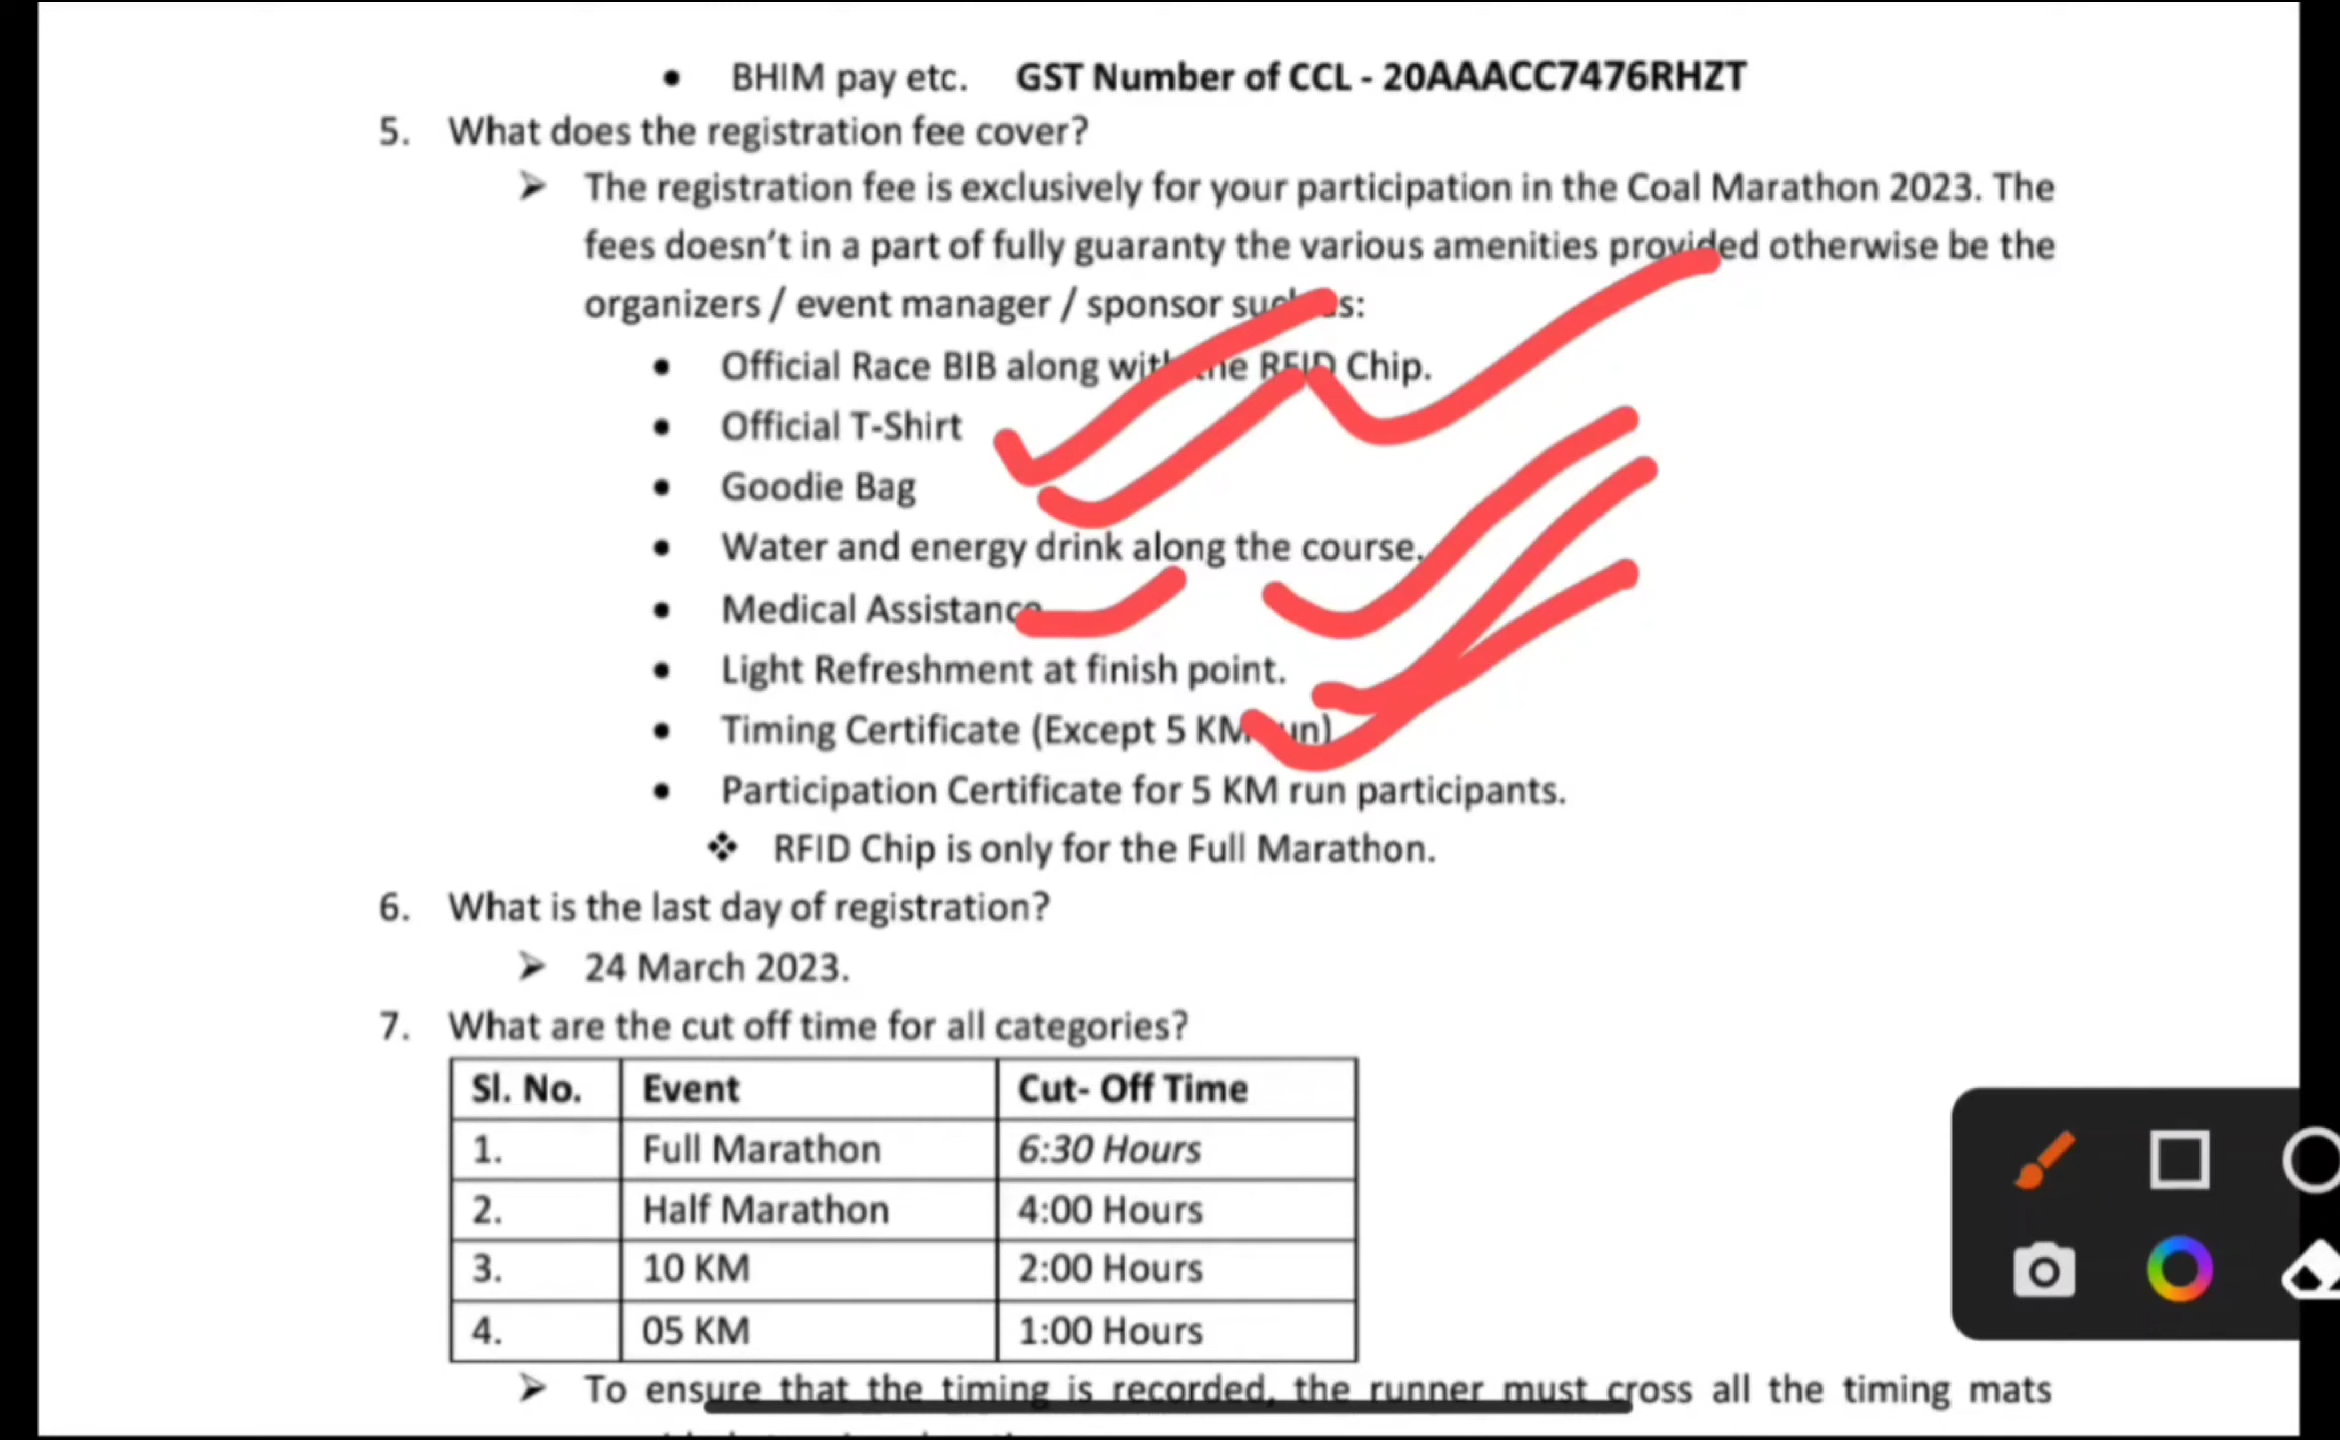 • BHIM pay etc. GST Number of CCL - 20AAACC7476RHZT
5. What does the registration fee cover?
➢ The registration fee is exclusively for your participation in the Coal Marathon 2023. The
fees doesn't in a part of fully guaranty the various amenities provided otherwise be the
organizers / event manager / sponsor such as:
• Official Race BIB along with the RFID Chip.
• Official T-Shirt
• Goodie Bag
• Water and energy drink along the course.
• Medical Assistance
• Light Refreshment at finish point.
• Timing Certificate (Except 5 KM run)
• Participation Certificate for 5 KM run participants.
❖ RFID Chip is only for the Full Marathon.
6. What is the last day of registration?
➢ 24 March 2023.
7. What are the cut off time for all categories?
Sl. No. Event Cut- Off Time
1. Full Marathon 6:30 Hours
2. Half Marathon 4:00 Hours
3. 10 KM 2:00 Hours
4. 05 KM 1:00 Hours
➢ To ensure that the timing is recorded, the runner must cross all the timing mats